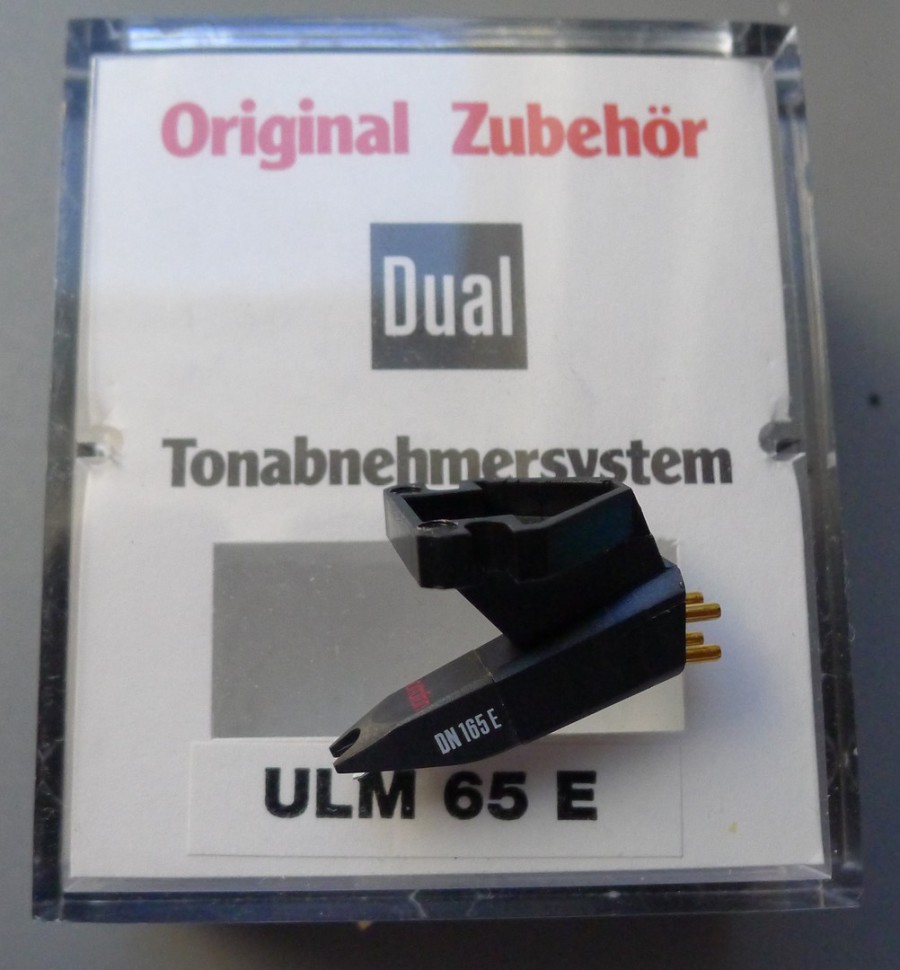 Original Zubehör
Dual
Tonabnehmersystem
DN 165 E
ULM 65 E